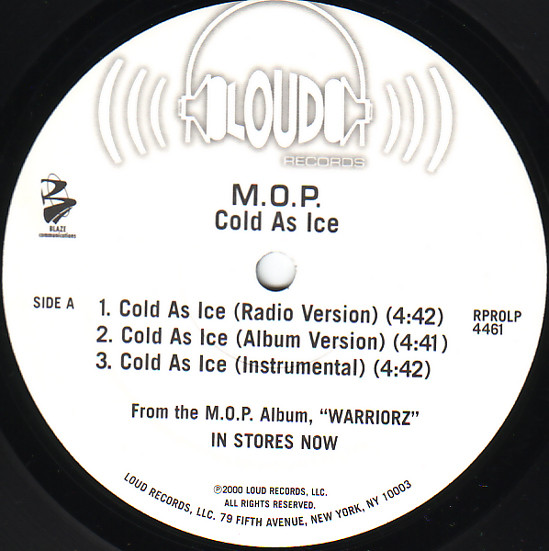 LOUD
RECORDS
M.O.P.
Cold As Ice
BLAZE
communications
SIDE A
1. Cold As Ice (Radio Version) (4:42)
2. Cold As Ice (Album Version) (4:41)
3. Cold As Ice (Instrumental) (4:42)
RPROLP
4461
From the M.O.P. Album, “WARRIORZ”
IN STORES NOW
℗2000 LOUD RECORDS, LLC.
ALL RIGHTS RESERVED.
LOUD RECORDS, LLC. 79 FIFTH AVENUE, NEW YORK, NY 10003